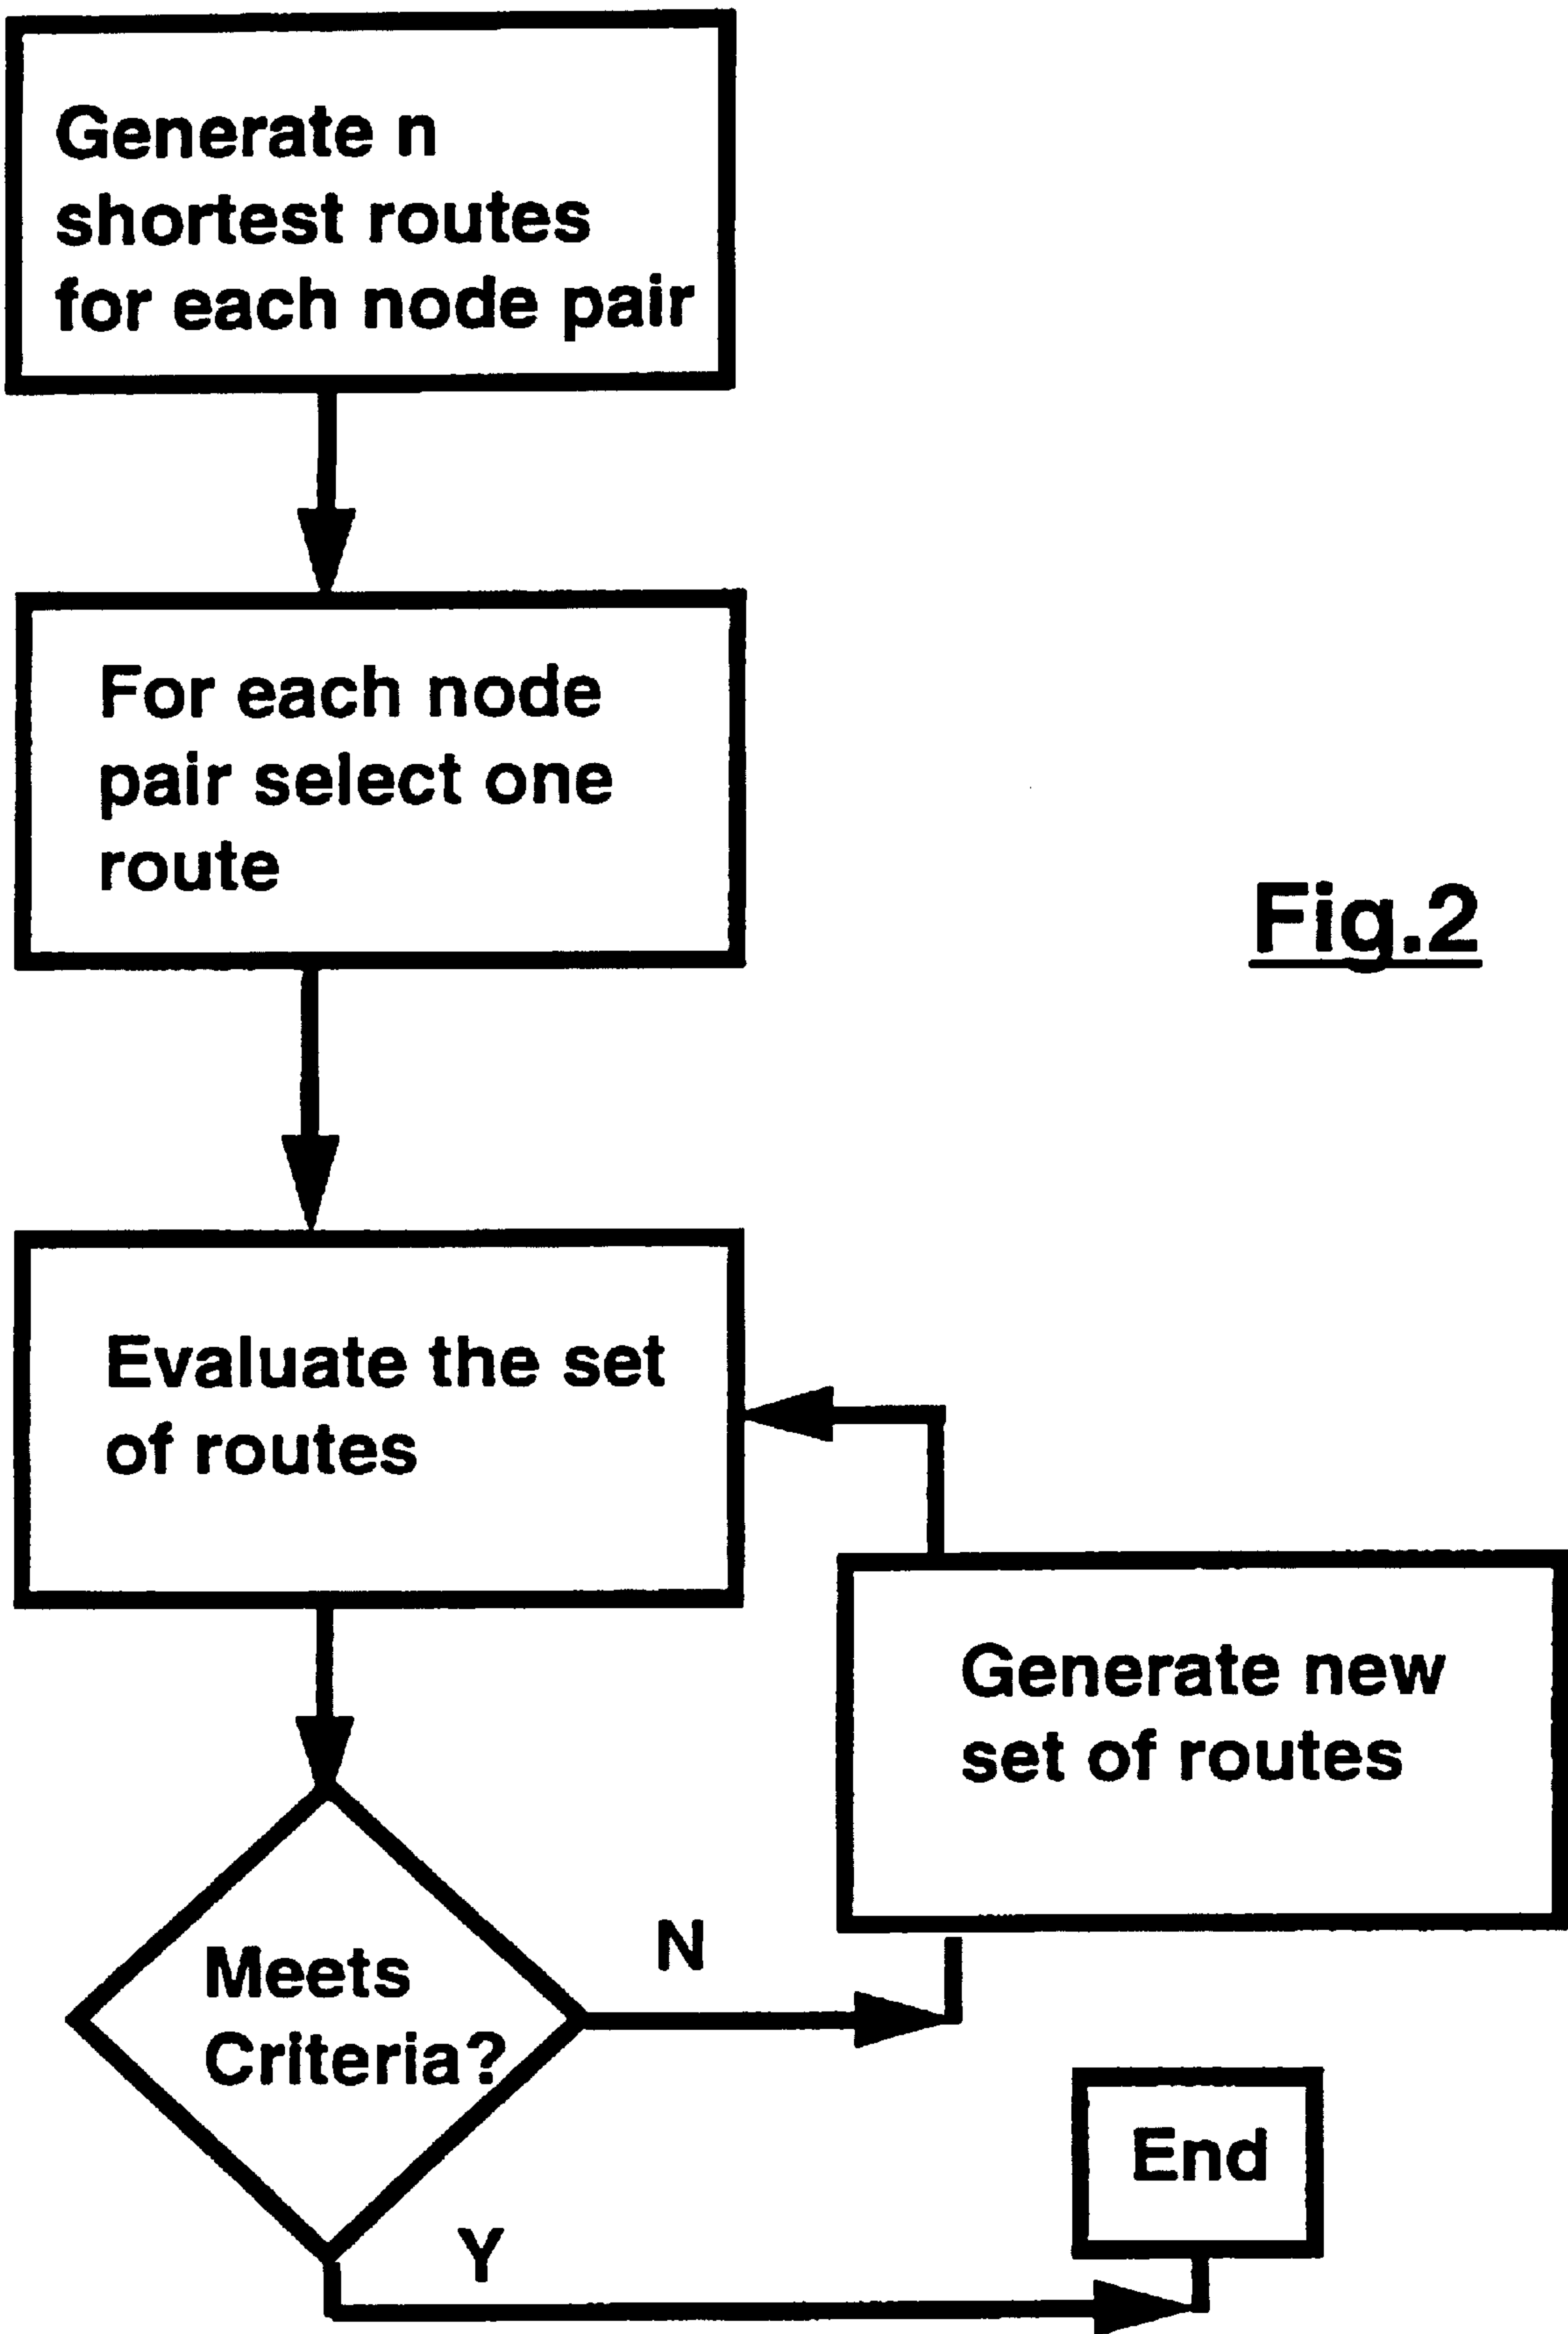 Generate n
shortest routes
for each node pair
For each node
pair select one
route
Fig.2
Evaluate the set
of routes
Generate new
set of routes
Meets
Criteria?
N
End
Y